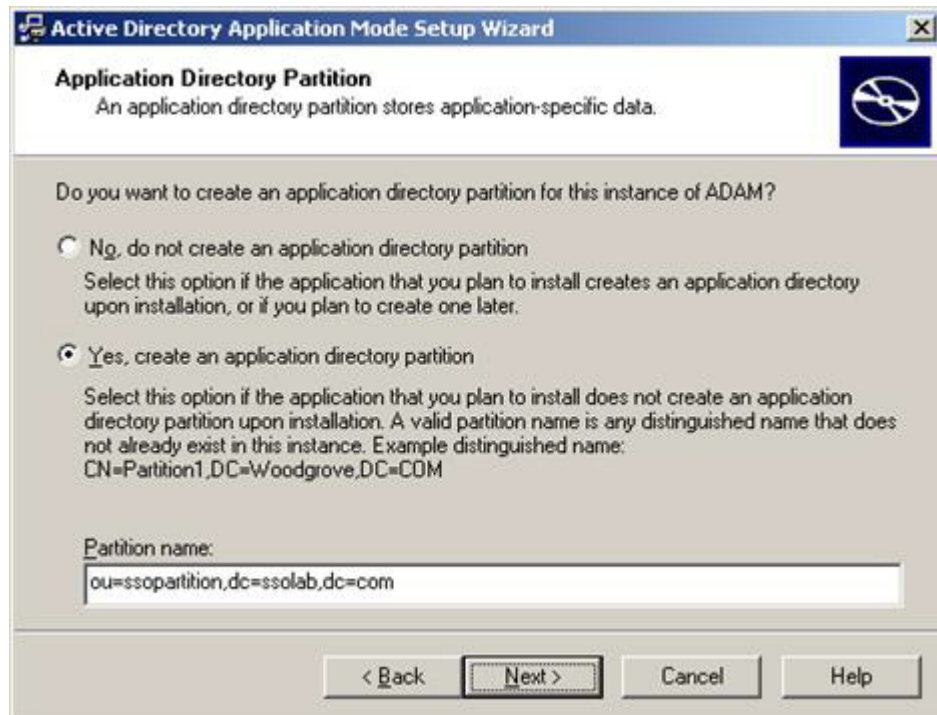 Active Directory Application Mode Setup Wizard
Application Directory Partition
An application directory partition stores application-specific data.
Do you want to create an application directory partition for this instance of ADAM?
No, do not create an application directory partition
Select this option if the application that you plan to install creates an application directory
upon installation, or if you plan to create one later.
Yes, create an application directory partition
Select this option if the application that you plan to install does not create an application
directory partition upon installation. A valid partition name is any distinguished name that does
not already exist in this instance. Example distinguished name:
CN=Partition1,DC=Woodgrove,DC=COM
Partition name:
ou=ssopartition,dc=ssolab,dc=com
< Back Next > Cancel Help